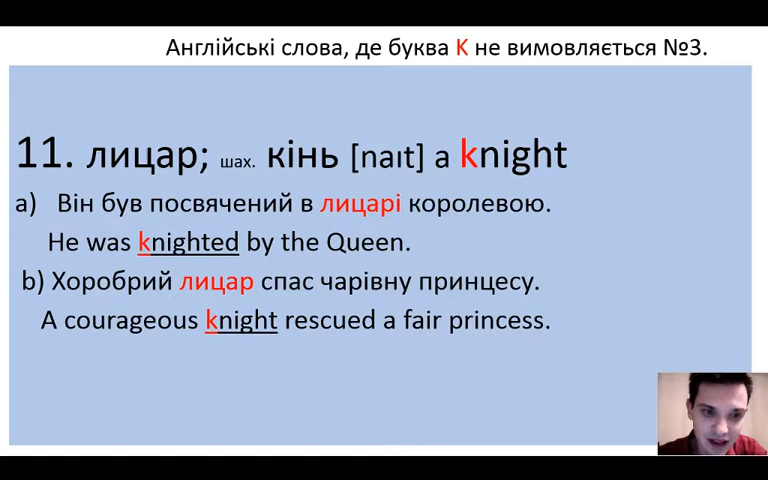 Англійські слова, де буква K не вимовляється №3.
11. лицар; шах. кінь [naɪt] a knight
a) Він був посвячений в лицарі королевою.
He was knighted by the Queen.
b) Хоробрий лицар спас чарівну принцесу.
A courageous knight rescued a fair princess.